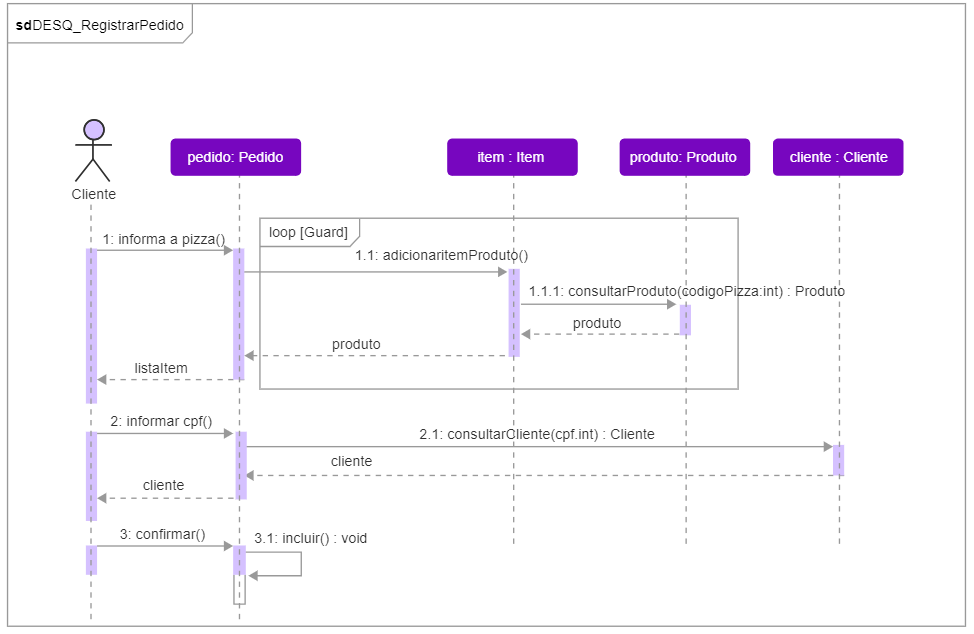 sdDESQ_RegistrarPedido
Cliente
pedido: Pedido
item : Item
produto: Produto
cliente : Cliente
loop [Guard]
1: informa a pizza()
1.1: adicionaritemProduto()
1.1.1: consultarProduto(codigoPizza:int) : Produto
produto
produto
listaItem
2: informar cpf()
2.1: consultarCliente(cpf.int) : Cliente
cliente
cliente
3: confirmar()
3.1: incluir() : void